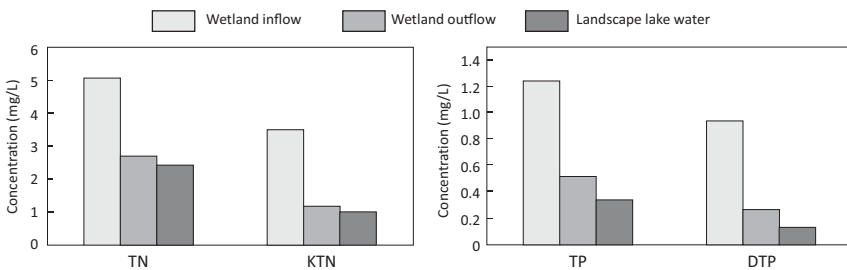 Wetland inflow
Wetland outflow
Landscape lake water
Concentration (mg/L)
6
5
4
3
2
1
0
TN
KTN
Concentration (mg/L)
1.4
1.2
1.0
0.8
0.6
0.4
0.2
0
TP
DTP